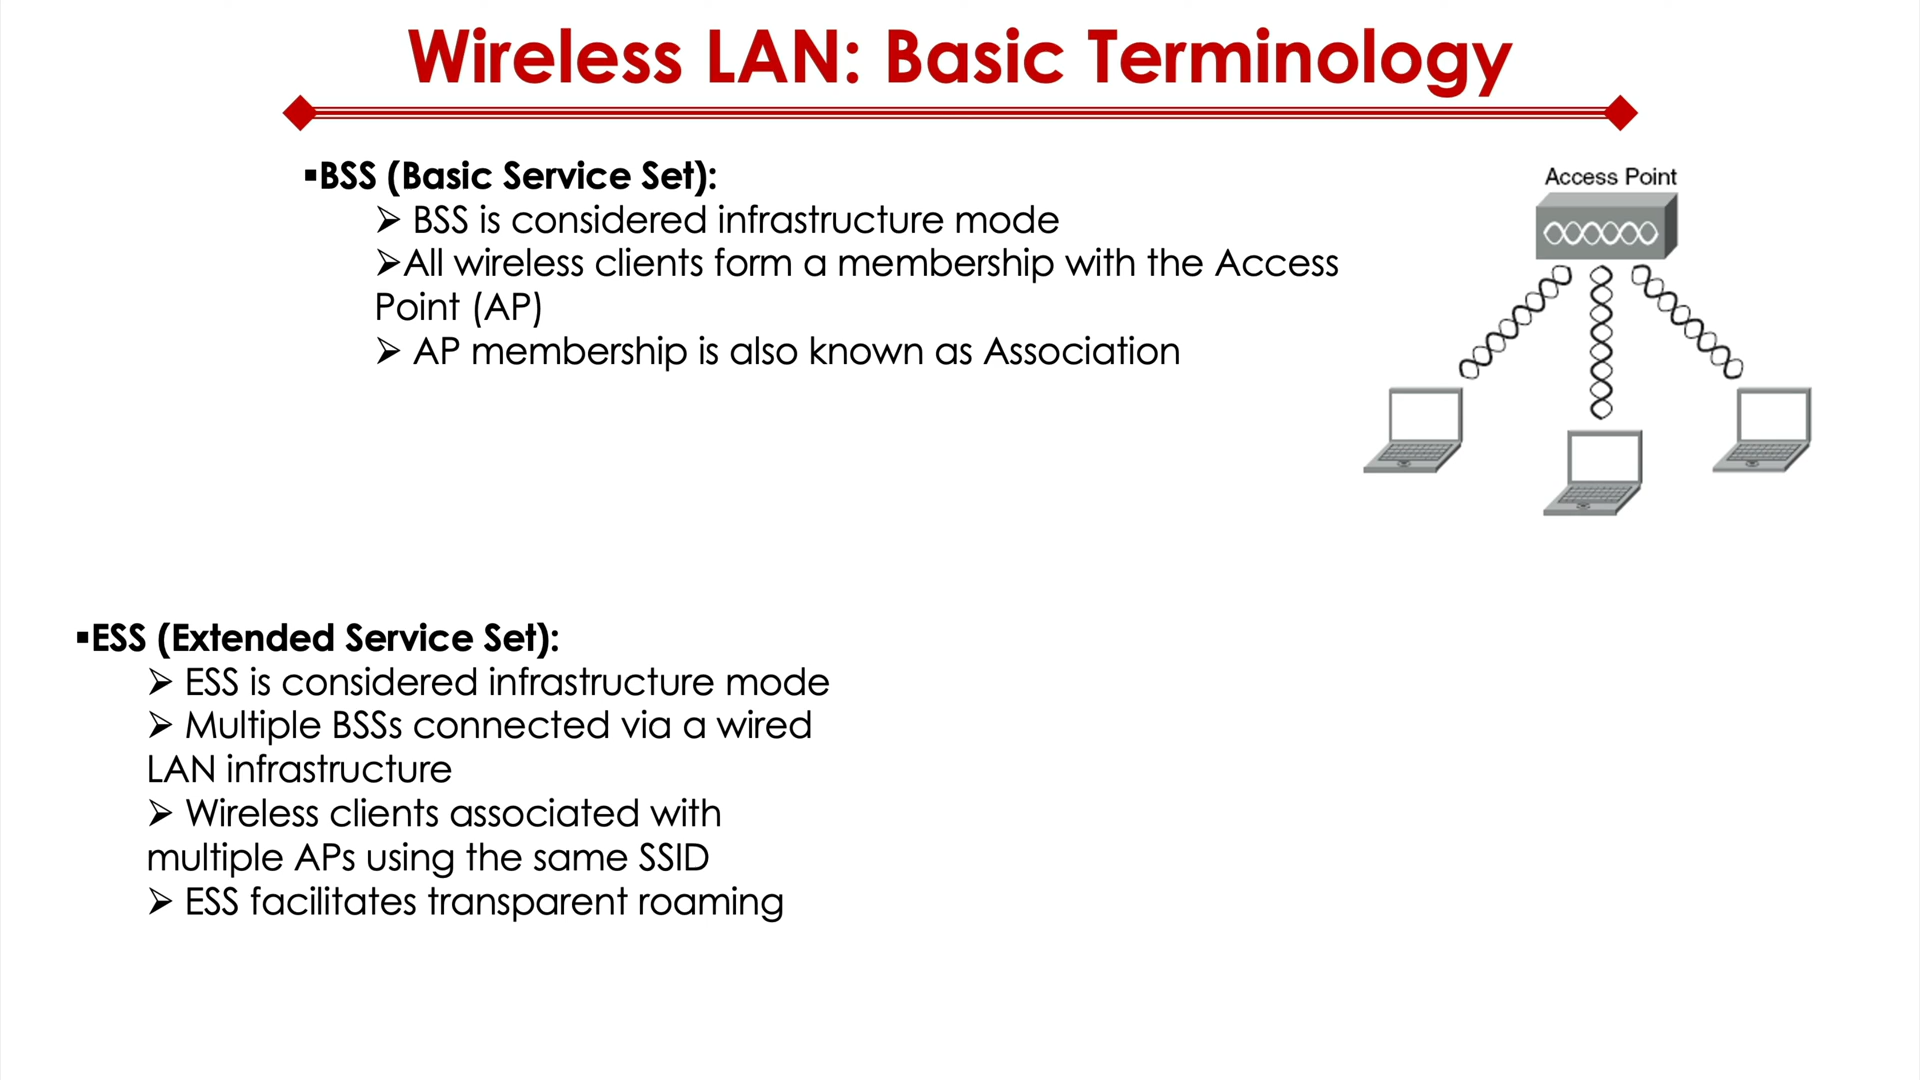 Wireless LAN: Basic Terminology
▪BSS (Basic Service Set):
➢ BSS is considered infrastructure mode
➢All wireless clients form a membership with the Access
Point (AP)
➢ AP membership is also known as Association
Access Point
▪ESS (Extended Service Set):
➢ ESS is considered infrastructure mode
➢ Multiple BSSs connected via a wired
LAN infrastructure
➢ Wireless clients associated with
multiple APs using the same SSID
➢ ESS facilitates transparent roaming